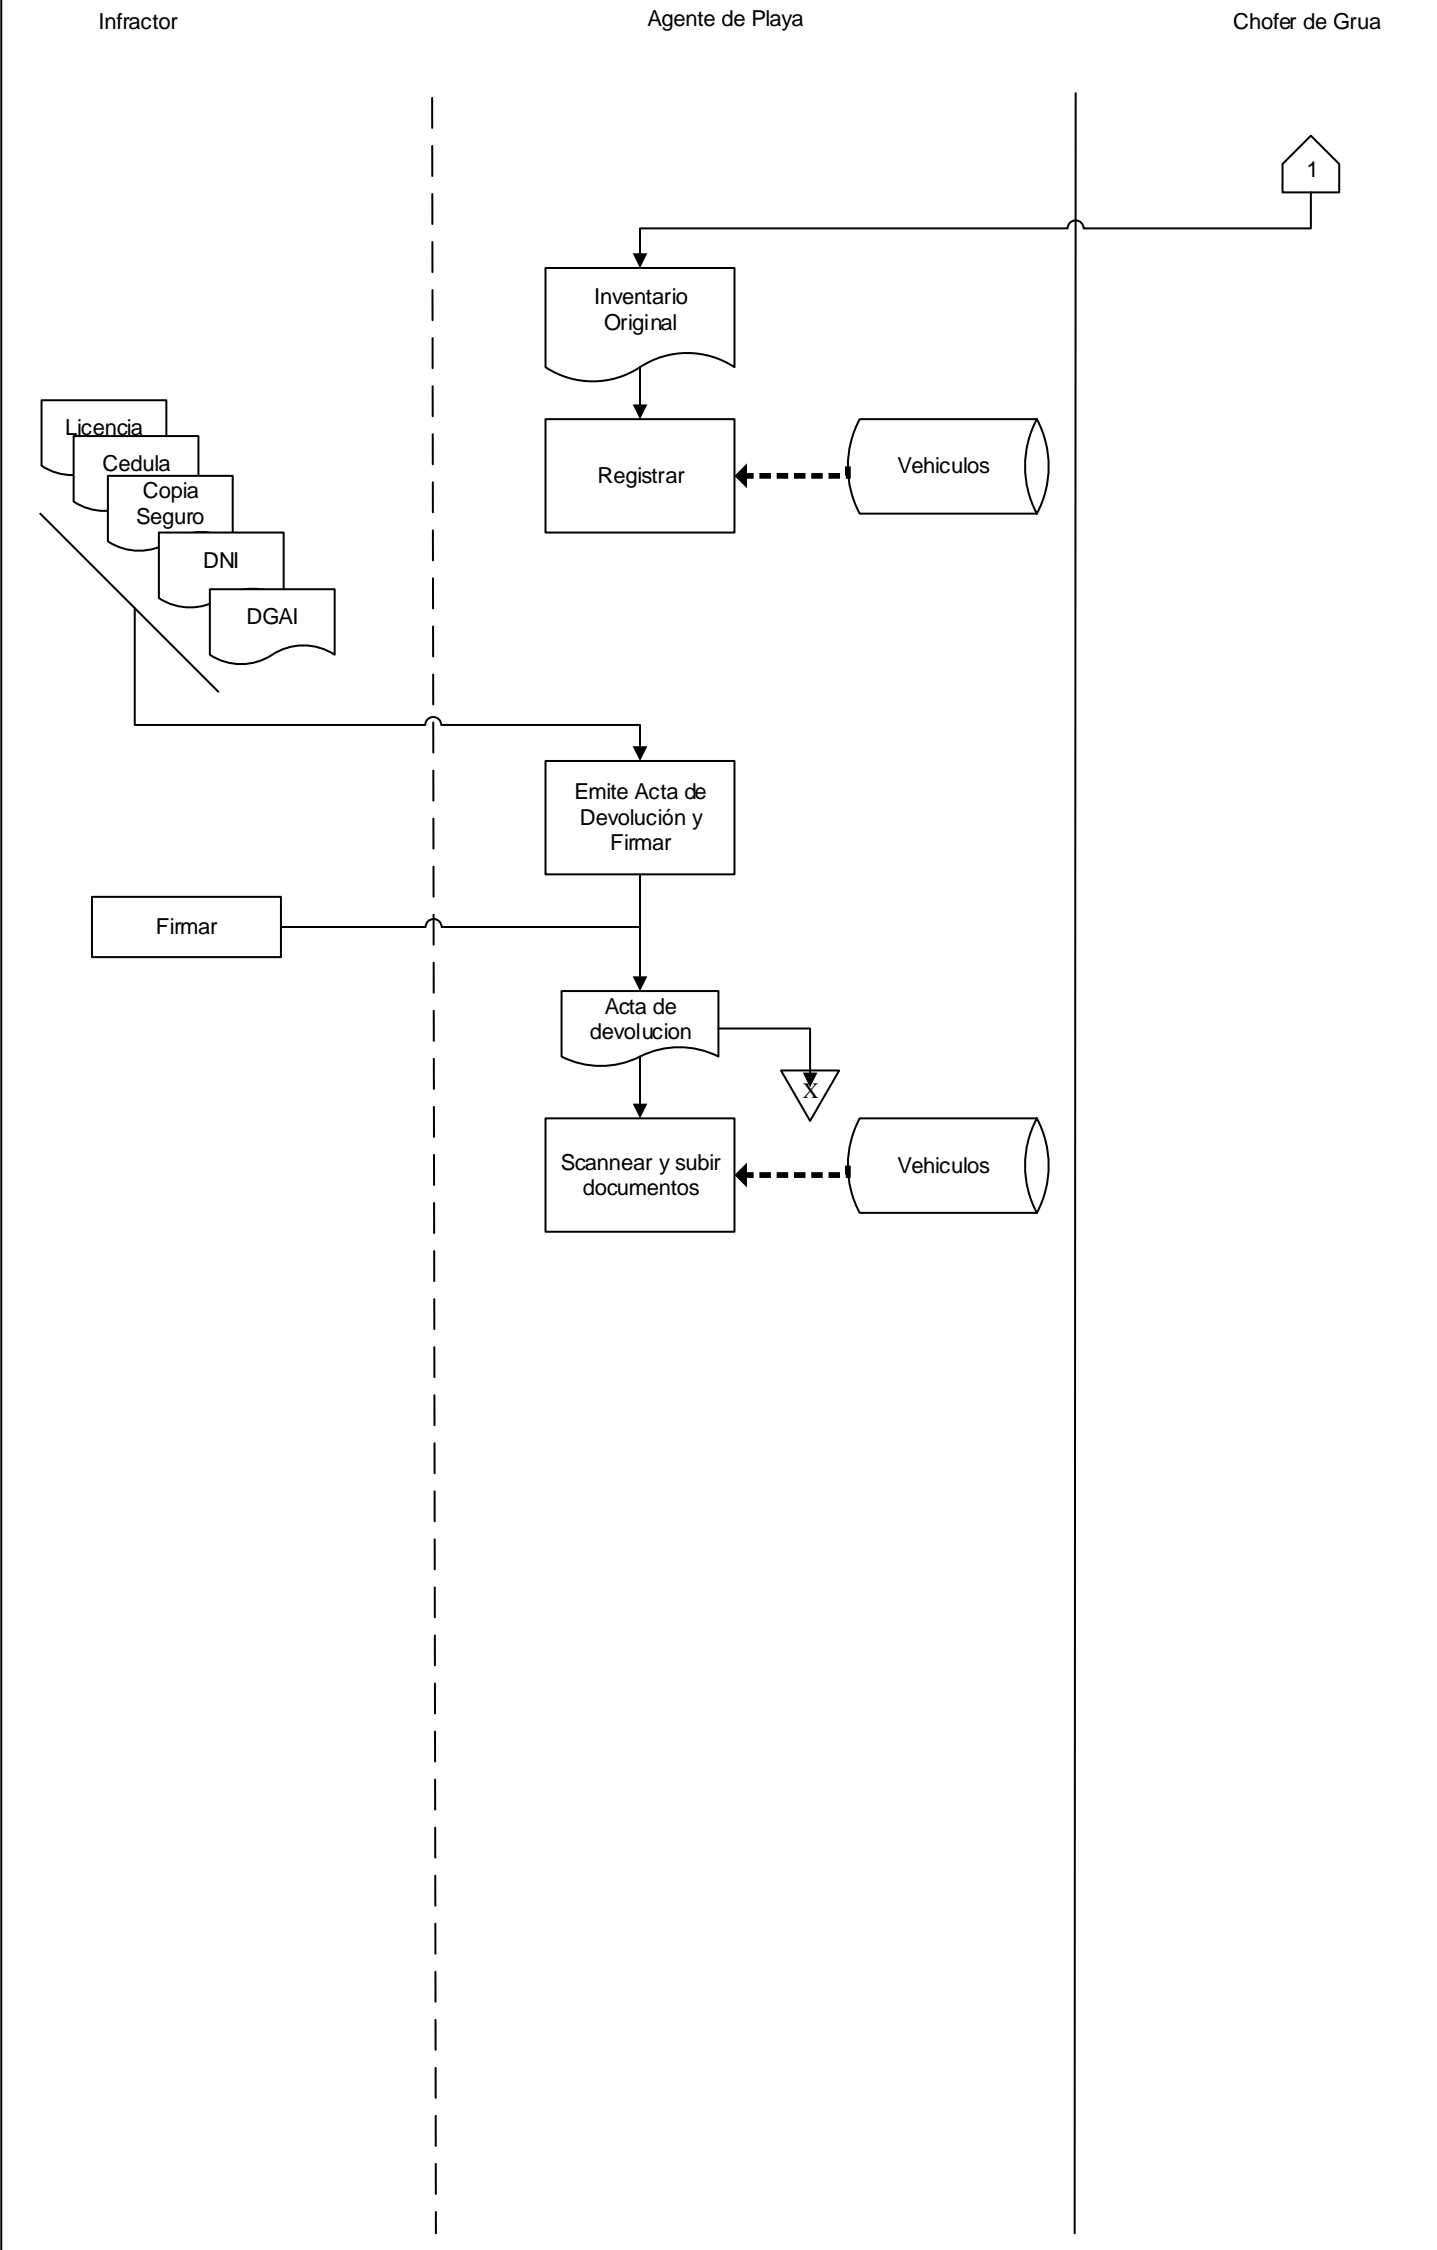 Infractor
Agente de Playa
Chofer de Grua
1
Inventario
Original
Licencia
Cedula
Copia
Seguro
DNI
DGAI
Registrar
Vehiculos
Emite Acta de
Devolución y
Firmar
Firmar
Acta de
devolucion
X
Scannear y subir
documentos
Vehiculos